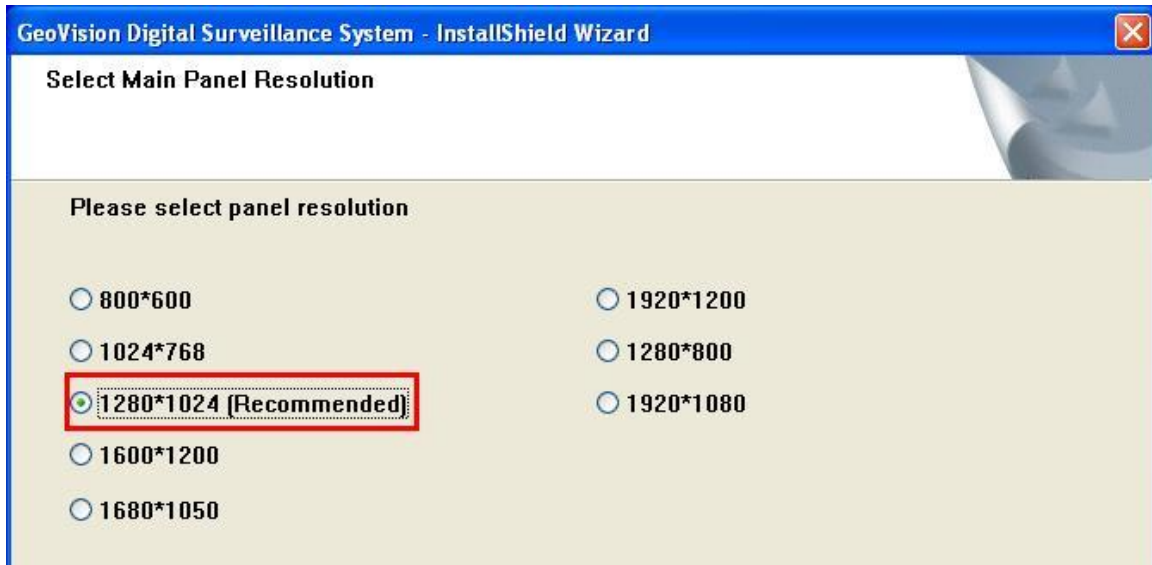 GeoVision Digital Surveillance System - InstallShield Wizard
Select Main Panel Resolution
Please select panel resolution
800*600
1024*768
1280*1024 (Recommended)
1600*1200
1680*1050
1920*1200
1280*800
1920*1080